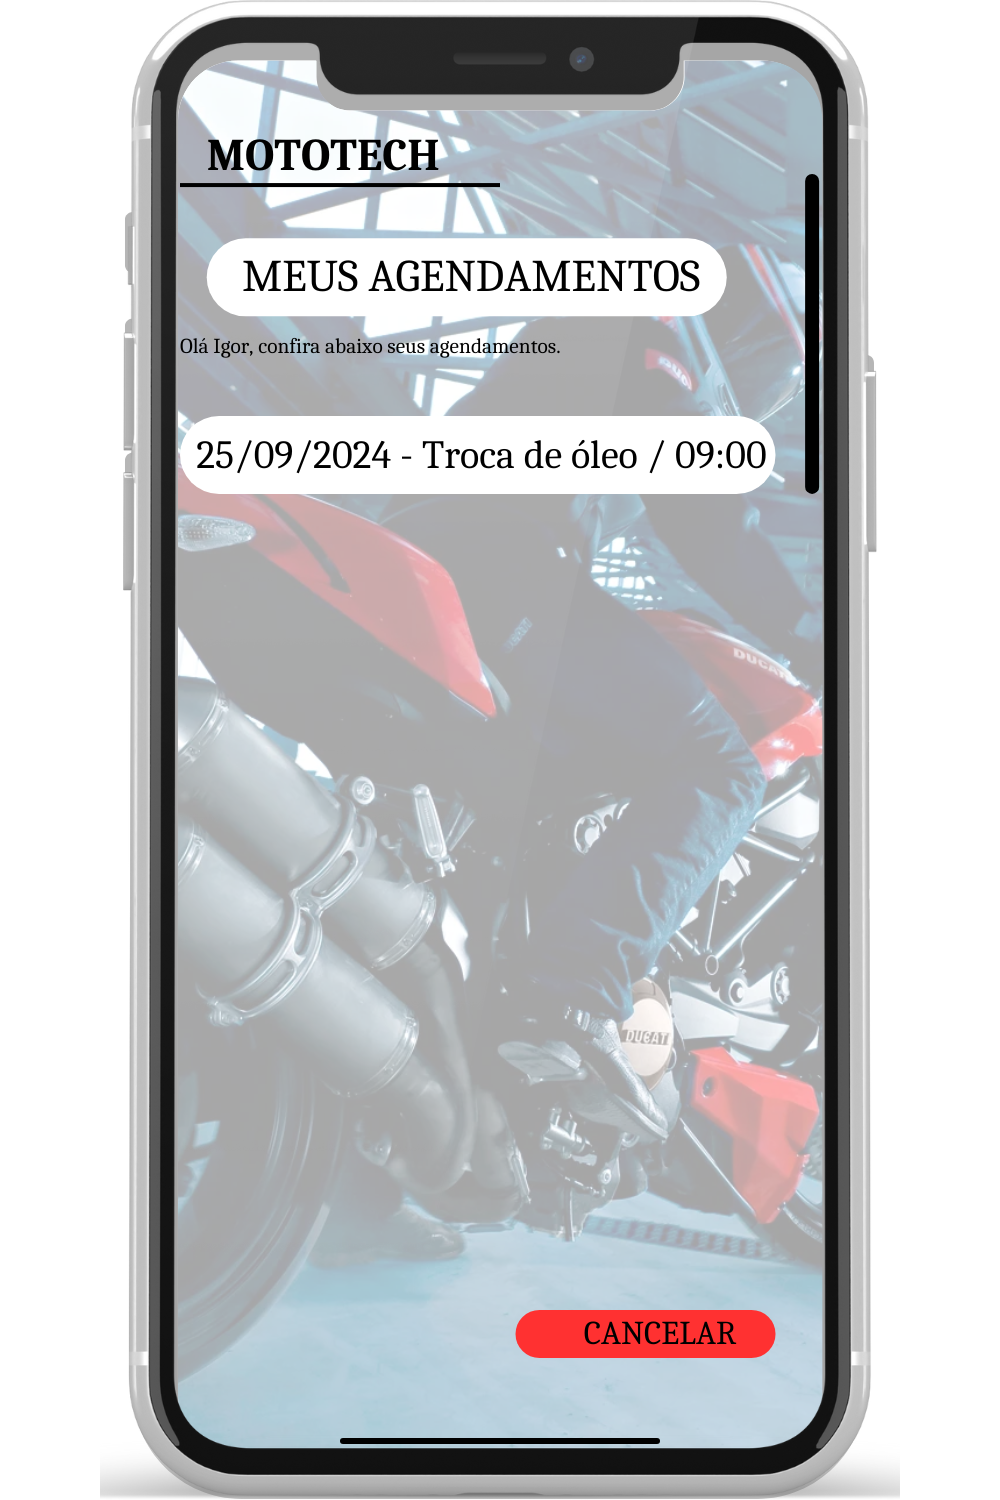 MOTOTECH
MEUS AGENDAMENTOS
Olá Igor, confira abaixo seus agendamentos.
25/09/2024 - Troca de óleo / 09:00
DUCATI
DUCATI
CANCELAR